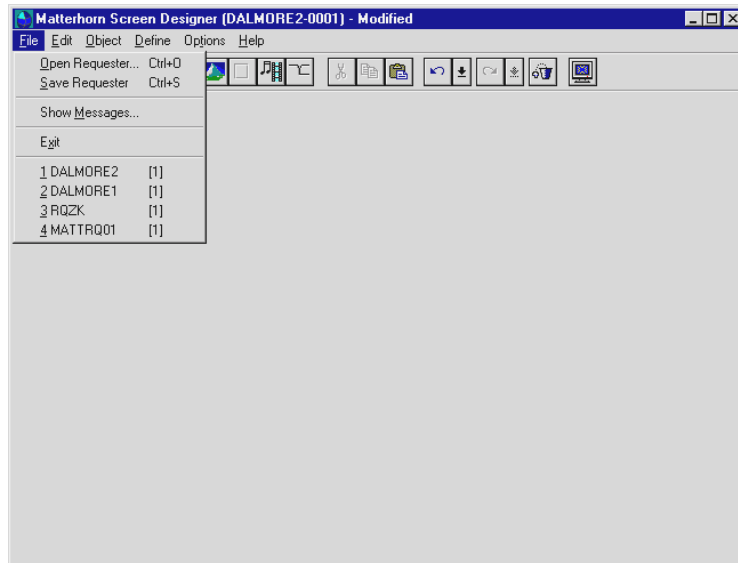 Matterhorn Screen Designer (DALMORE2-0001) - Modified
File Edit Object Define Options Help
Open Requester... Ctrl+O
Save Requester Ctrl+S
Show Messages...
Exit
1 DALMORE2 [1]
2 DALMORE1 [1]
3 RQZK [1]
4 MATTRQ01 [1]